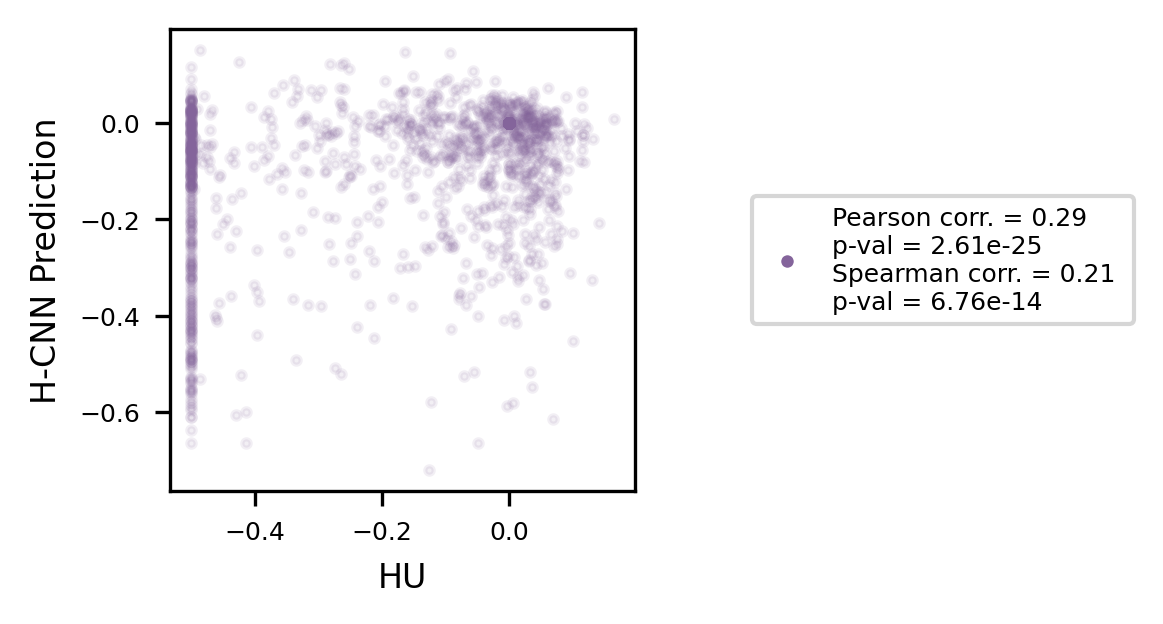 0.0
−0.2
−0.4
−0.6
H-CNN Prediction
−0.4
−0.2
0.0
HU
Pearson corr. = 0.29
p-val = 2.61e-25
Spearman corr. = 0.21
p-val = 6.76e-14